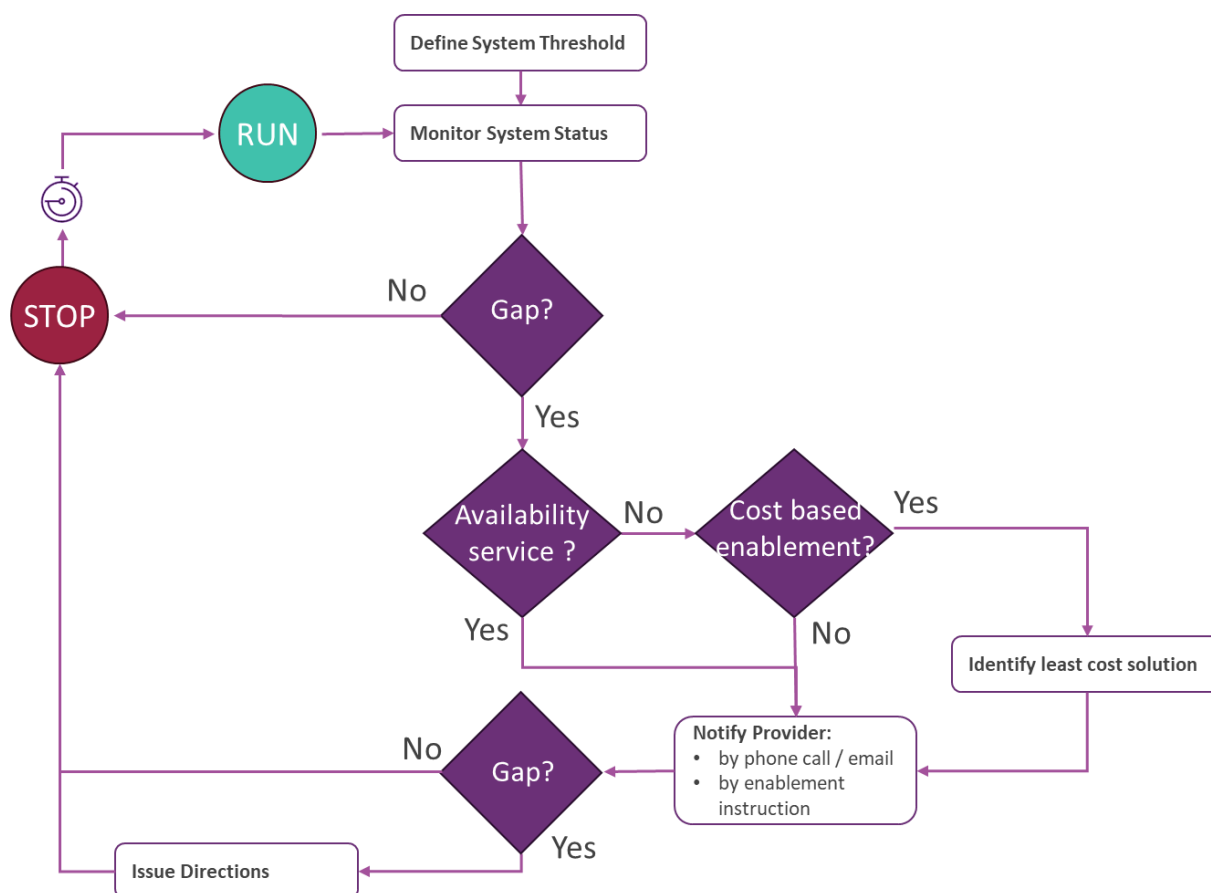 Define System Threshold
RUN
Monitor System Status
STOP
No
Gap?
Yes
Availability
service ?
No
Cost based
enablement?
Yes
Yes
No
Identify least cost solution
Notify Provider:
• by phone call / email
• by enablement
instruction
No
Gap?
Yes
Issue Directions